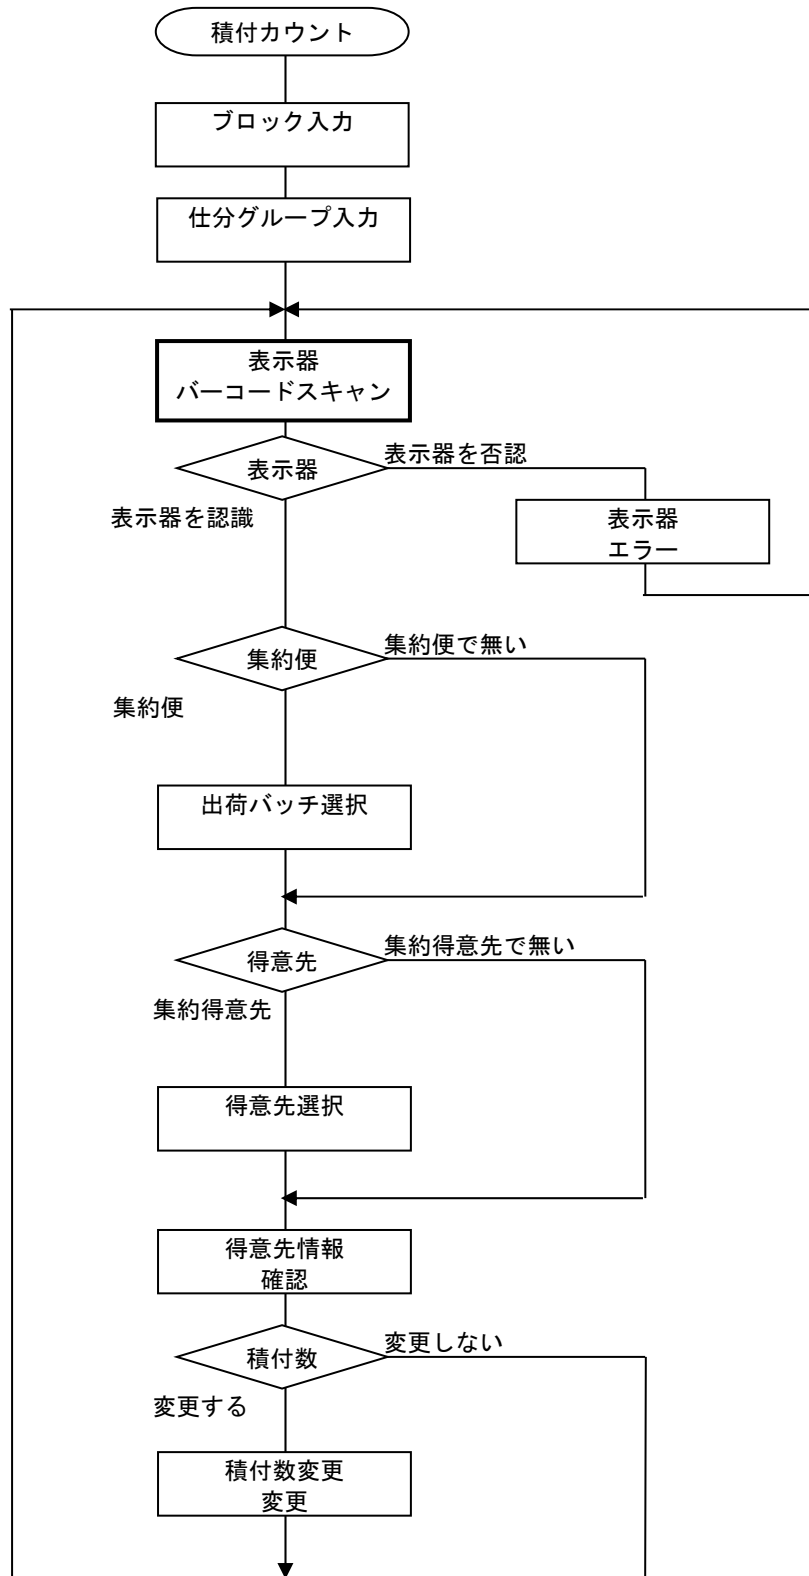 積付カウント
ブロック入力
仕分グループ入力
表示器
バーコードスキャン
表示器
表示器を否認
表示器を認識
表示器
エラー
集約便
集約便で無い
集約便
出荷バッチ選択
得意先
集約得意先で無い
集約得意先
得意先選択
得意先情報
確認
積付数
変更しない
変更する
積付数変更
変更